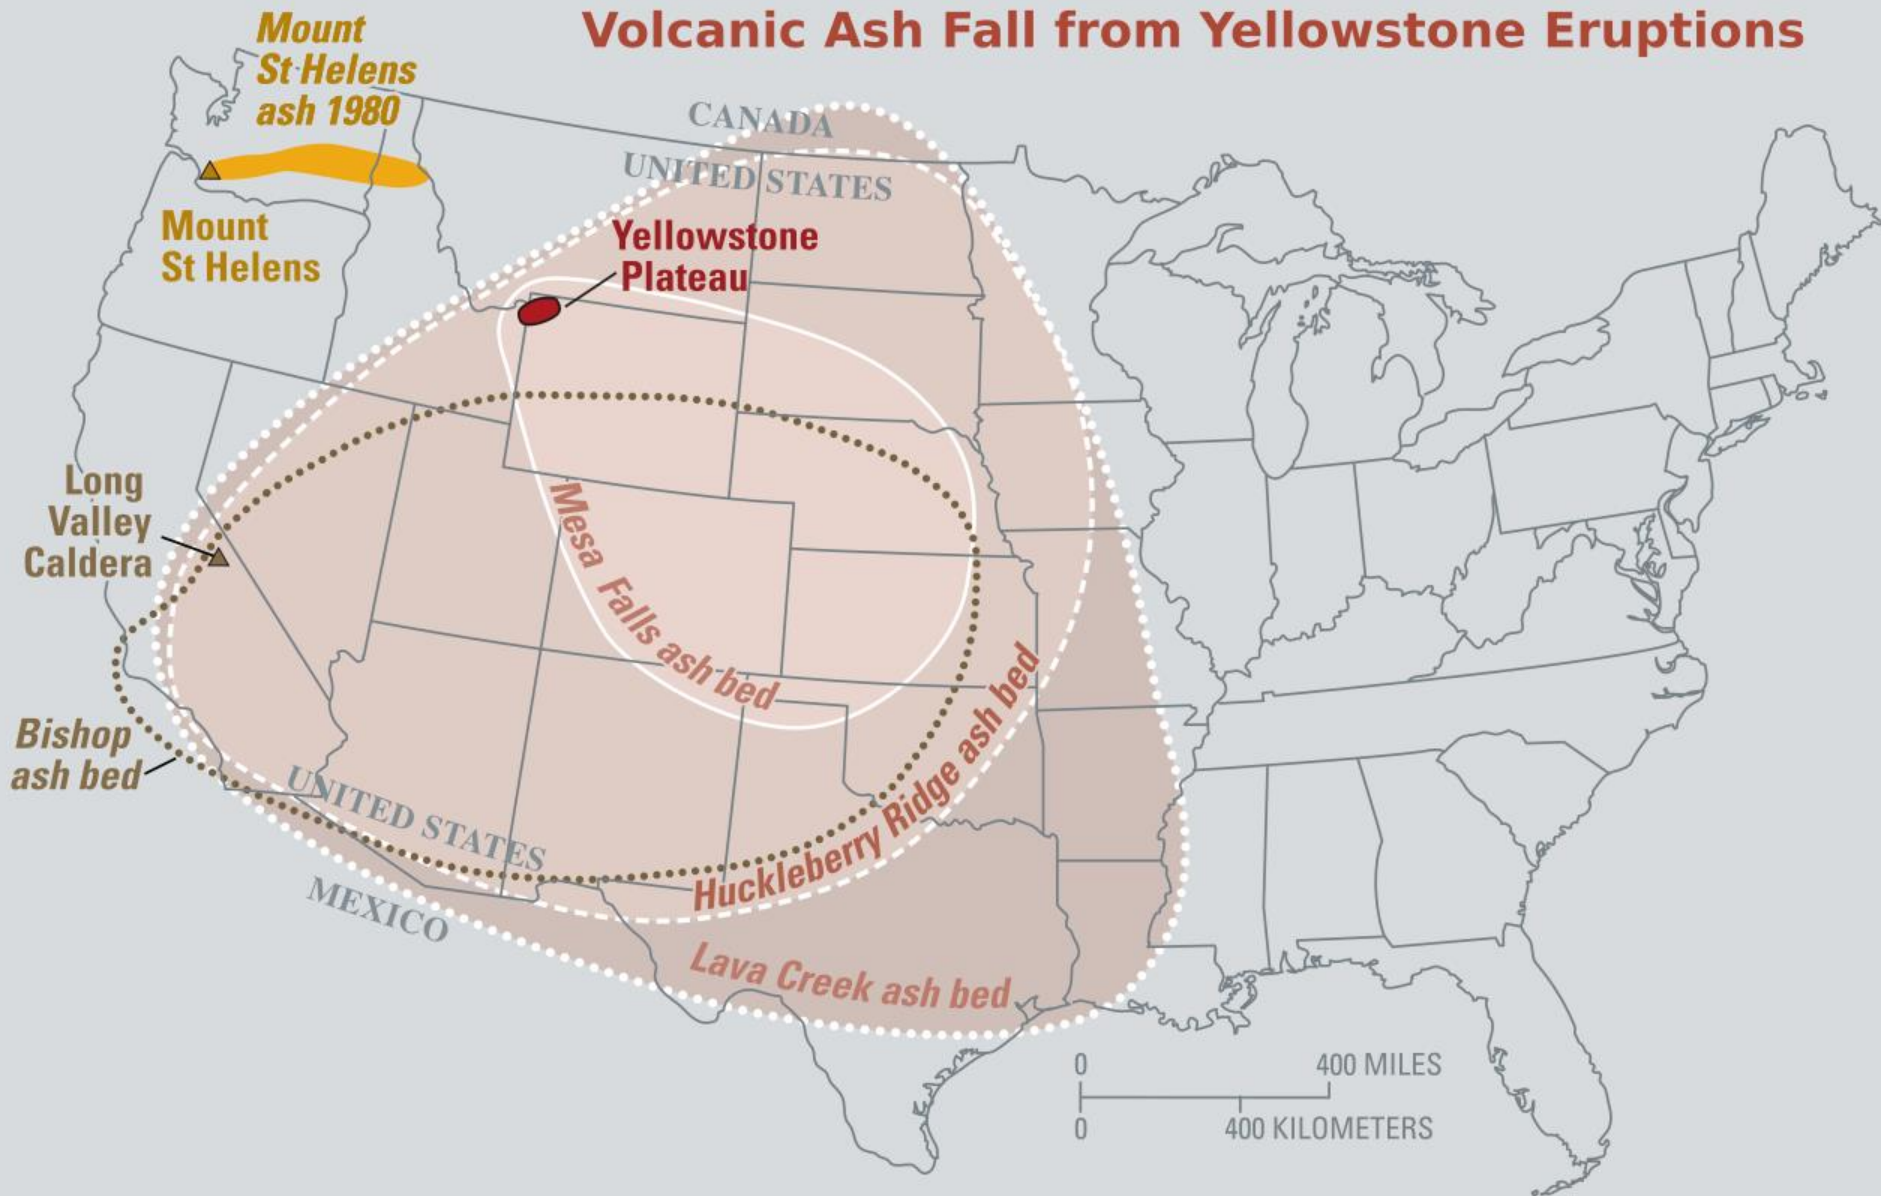 Volcanic Ash Fall from Yellowstone Eruptions
Mount
St Helens
ash 1980
CANADA
UNITED STATES
Mount
St Helens
Yellowstone
Plateau
Long
Valley
Caldera
Mesa Falls ash bed
Bishop
ash bed
Huckleberry Ridge ash bed
UNITED STATES
MEXICO
Lava Creek ash bed
0
400 MILES
0
400 KILOMETERS